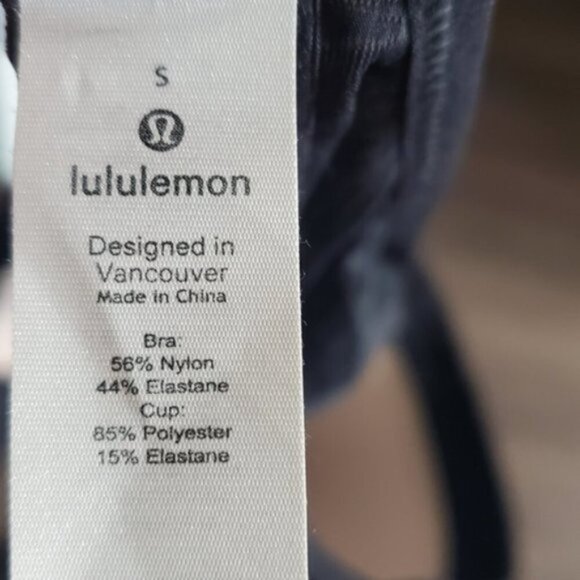 S
lululemon
Designed in
Vancouver
Made in China
Bra:
56% Nylon
44% Elastane
Cup:
85% Polyester
15% Elastane